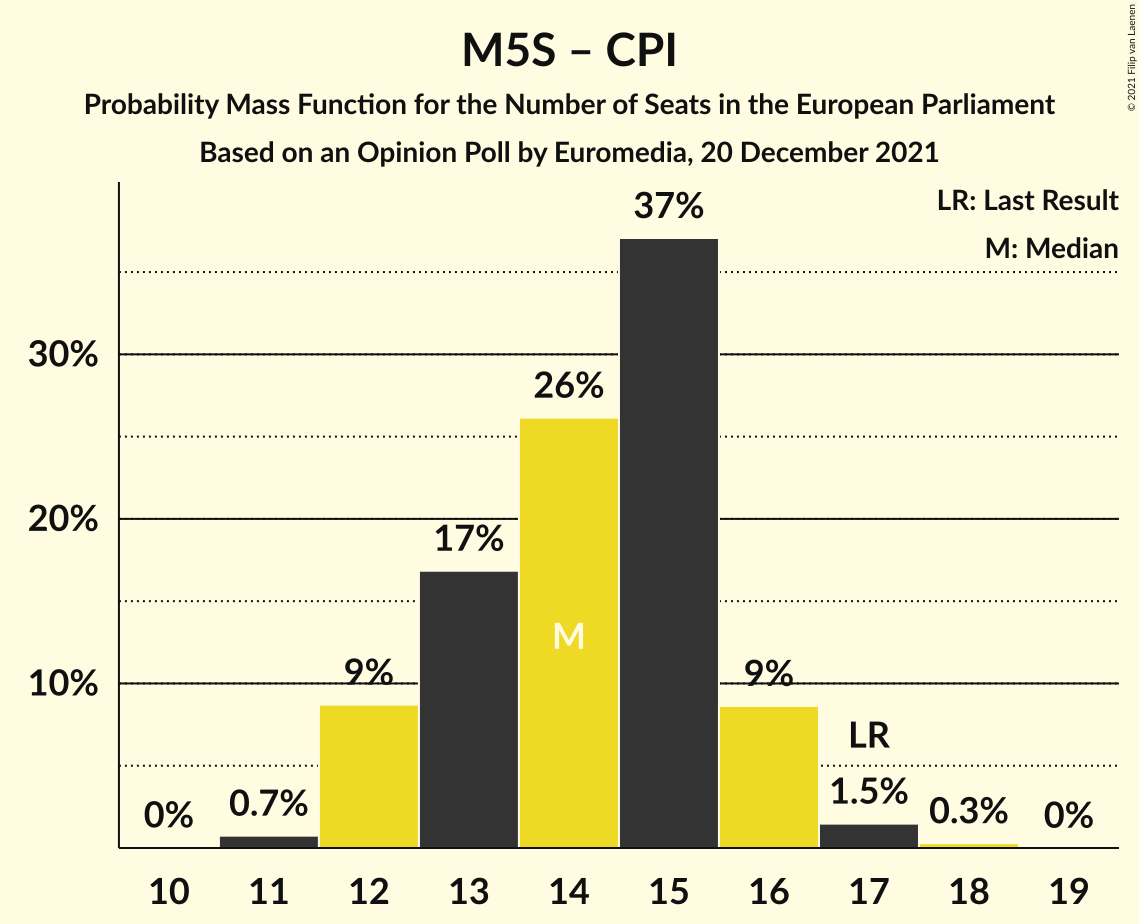 M5S – CPI
Probability Mass Function for the Number of Seats in the European Parliament
Based on an Opinion Poll by Euromedia, 20 December 2021
© 2021 Filip van Laenen
LR: Last Result
M: Median
37%
30%
26%
20%
17%
M
10%
9%
9%
LR
0%
0.7%
1.5%
0.3%
0%
10 11 12 13 14 15 16 17 18 19